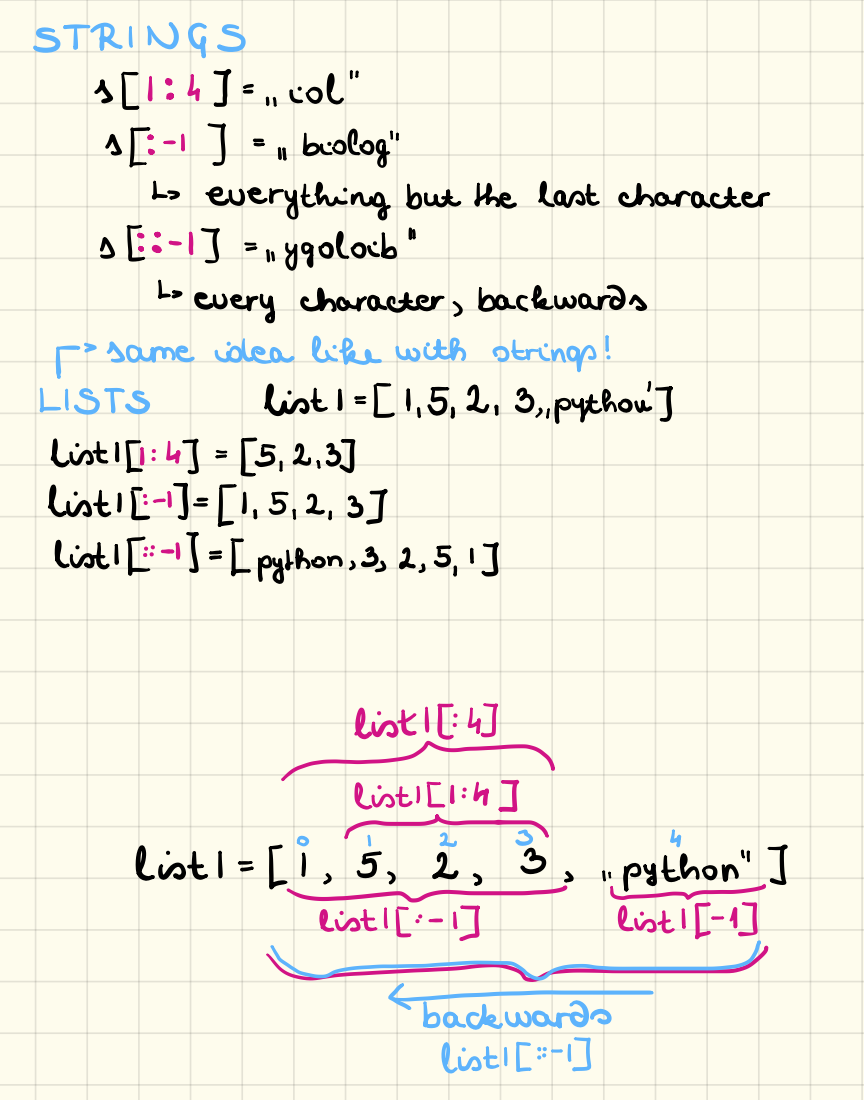 STRINGS
s[1:4] = „iol"
s[:-1] = „biolog"
↳ everything but the last character
s[::-1] = „ygoloib"
↳ every character, backwards
same idea like with strings!
LISTS list1=[1,5,2,3,„python"]
list1[1:4] = [5,2,3]
list1[:-1]=[1,5,2,3]
list1[::-1]=[python,3,2,5,1]
list1[:4]
list1[1:4]
0 1 2 3 4
list1=[1, 5, 2, 3, „python"]
list1[:-1] list1[-1]
backwards
list1[::-1]